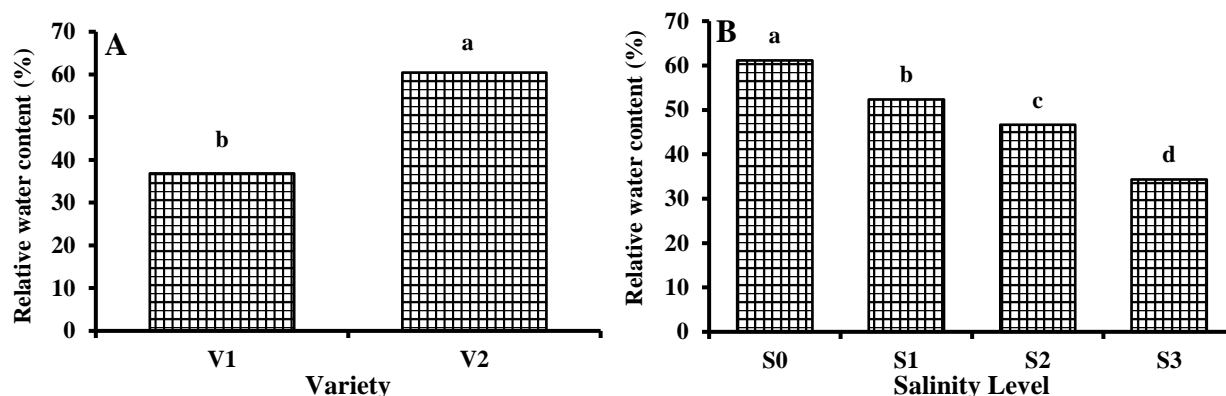 A
Relative water content (%)
70
60
50
40
30
20
10
0
b
a
V1
V2
Variety
B
Relative water content (%)
70
60
50
40
30
20
10
0
a
b
c
d
S0
S1
S2
S3
Salinity Level